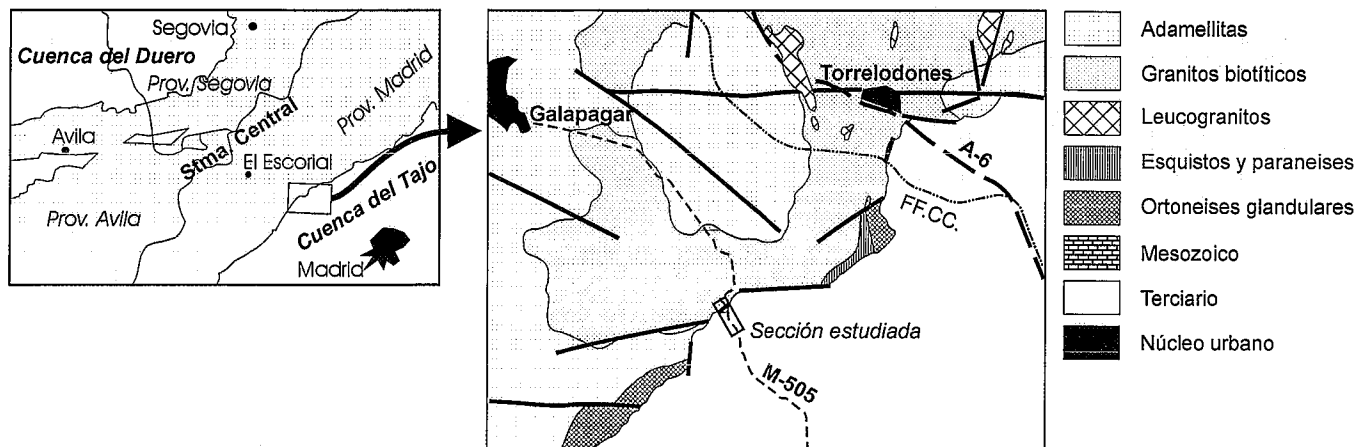 Segovia
Cuenca del Duero
Prov. Segovia
Prov. Madrid
Stma. Central
Avila
El Escorial
Prov. Avila
Cuenca del Tajo
Madrid
Galapagar
Torrelodones
A-6
FF.CC.
Sección estudiada
M-505
Adamellitas
Granitos biotíticos
Leucogranitos
Esquistos y paraneises
Ortoneises glandulares
Mesozoico
Terciario
Núcleo urbano